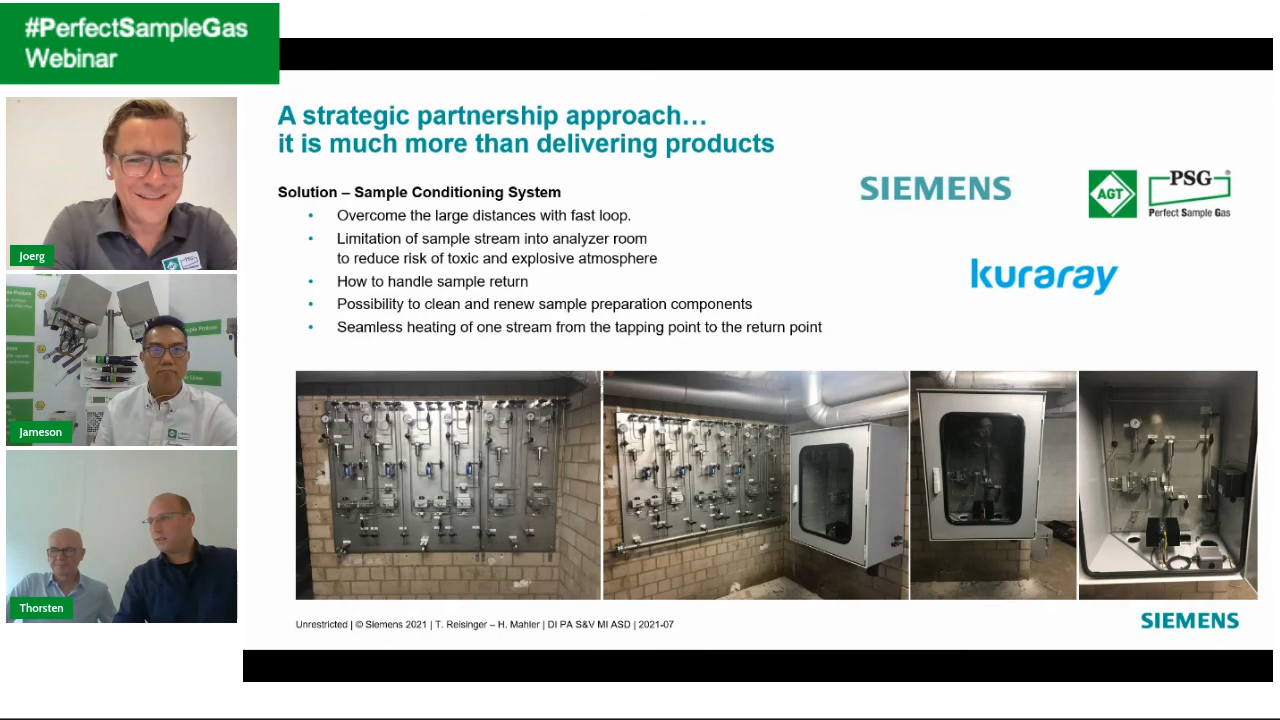 #PerfectSampleGas
Webinar
Joerg
Jameson
Thorsten
A strategic partnership approach…
it is much more than delivering products
Solution – Sample Conditioning System
• Overcome the large distances with fast loop.
• Limitation of sample stream into analyzer room
to reduce risk of toxic and explosive atmosphere
• How to handle sample return
• Possibility to clean and renew sample preparation components
• Seamless heating of one stream from the tapping point to the return point
SIEMENS
AGT
PSG
Perfect Sample Gas
kuraray
Unrestricted | © Siemens 2021 | T. Reisinger – H. Mahler | DI PA S&V MI ASD | 2021-07
SIEMENS